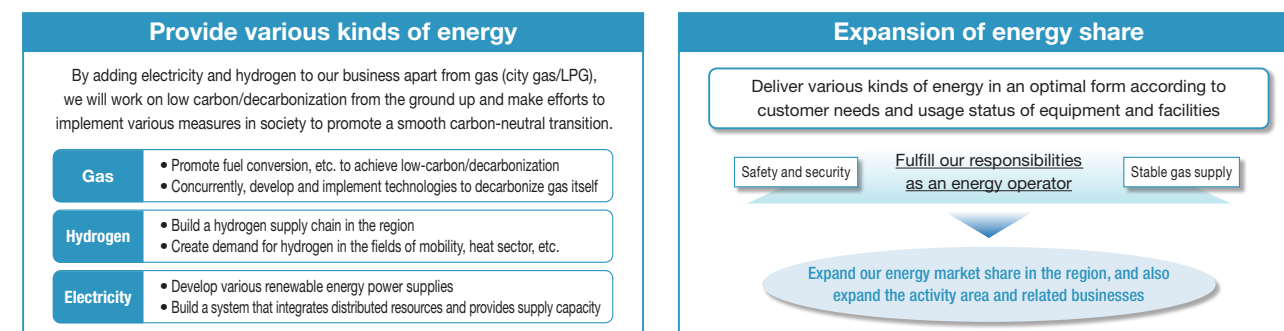 Provide various kinds of energy
By adding electricity and hydrogen to our business apart from gas (city gas/LPG),
we will work on low carbon/decarbonization from the ground up and make efforts to
implement various measures in society to promote a smooth carbon-neutral transition.
Gas
• Promote fuel conversion, etc. to achieve low-carbon/decarbonization
• Concurrently, develop and implement technologies to decarbonize gas itself
Hydrogen
• Build a hydrogen supply chain in the region
• Create demand for hydrogen in the fields of mobility, heat sector, etc.
Electricity
• Develop various renewable energy power supplies
• Build a system that integrates distributed resources and provides supply capacity
Expansion of energy share
Deliver various kinds of energy in an optimal form according to
customer needs and usage status of equipment and facilities
Safety and security
Fulfill our responsibilities
as an energy operator
Stable gas supply
Expand our energy market share in the region, and also
expand the activity area and related businesses